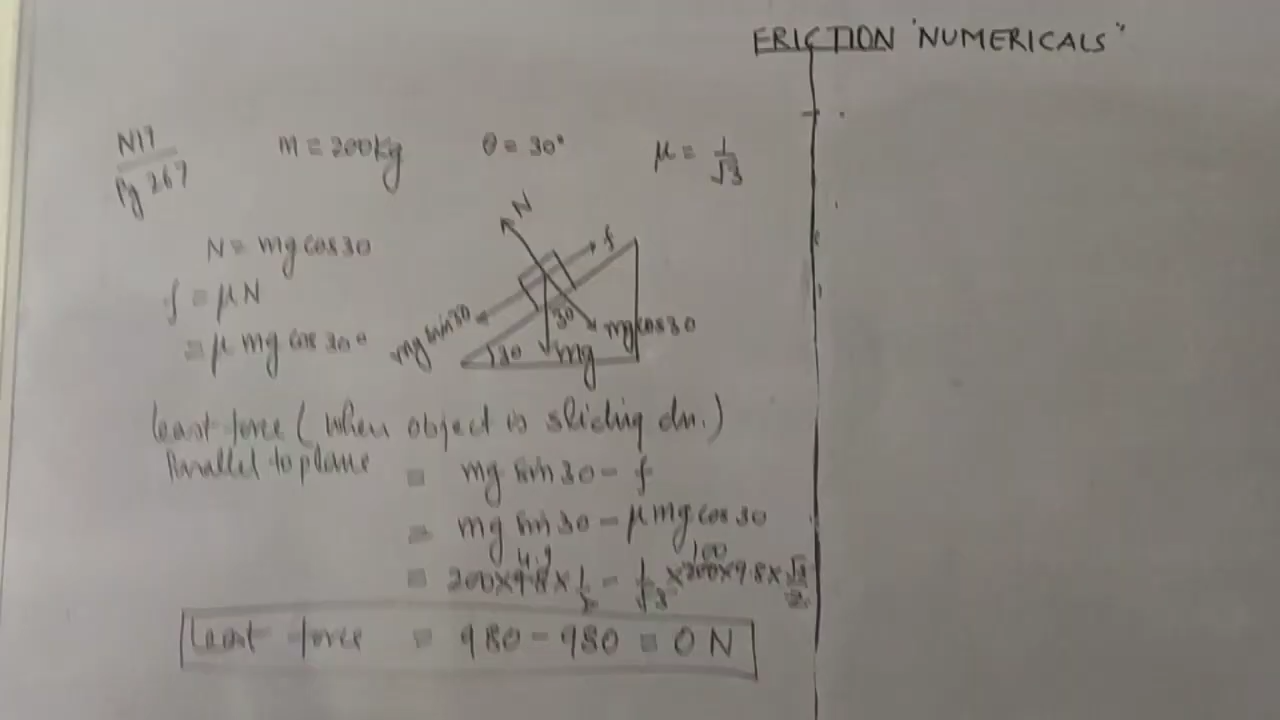 FRICTION "NUMERICALS"
N17
Pg 267
m = 200kg θ = 30° μ = 1/√3
N
f
N = mg cos 30
f = μN
= μ mg cos 30°
mg sin 30
30
mg cos 30
30
mg
Least force (when object is sliding dn.)
Parallel to plane = mg sin 30 - f
= mg sin 30 - μ mg cos 30
4.9 100
= 200 × 9.8 × 1/2 - 1/√3 × 200 × 9.8 × √3/2
Least force = 980 - 980 = 0 N